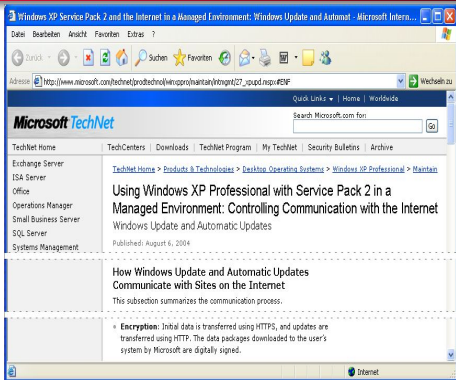 Windows XP Service Pack 2 and the Internet in a Managed Environment: Windows Update and Automat - Microsoft Intern...
Datei Bearbeiten Ansicht Favoriten Extras ?
Zurück Suchen Favoriten
Adresse http://www.microsoft.com/technet/prodtechnol/winxppro/maintain/intmgmt/27_xpupd.mspx#ENF Wechseln zu
Quick Links | Home | Worldwide
Search Microsoft.com for:
Microsoft TechNet
Go
TechNet Home
TechCenters | Downloads | TechNet Program | My TechNet | Security Bulletins | Archive
Exchange Server
ISA Server
Office
Operations Manager
Small Business Server
SQL Server
Systems Management
TechNet Home > Products & Technologies > Desktop Operating Systems > Windows XP Professional > Maintain
Using Windows XP Professional with Service Pack 2 in a
Managed Environment: Controlling Communication with the Internet
Windows Update and Automatic Updates
Published: August 6, 2004
How Windows Update and Automatic Updates
Communicate with Sites on the Internet
This subsection summarizes the communication process.
Encryption: Initial data is transferred using HTTPS, and updates are
transferred using HTTP. The data packages downloaded to the user's
system by Microsoft are digitally signed.
Internet